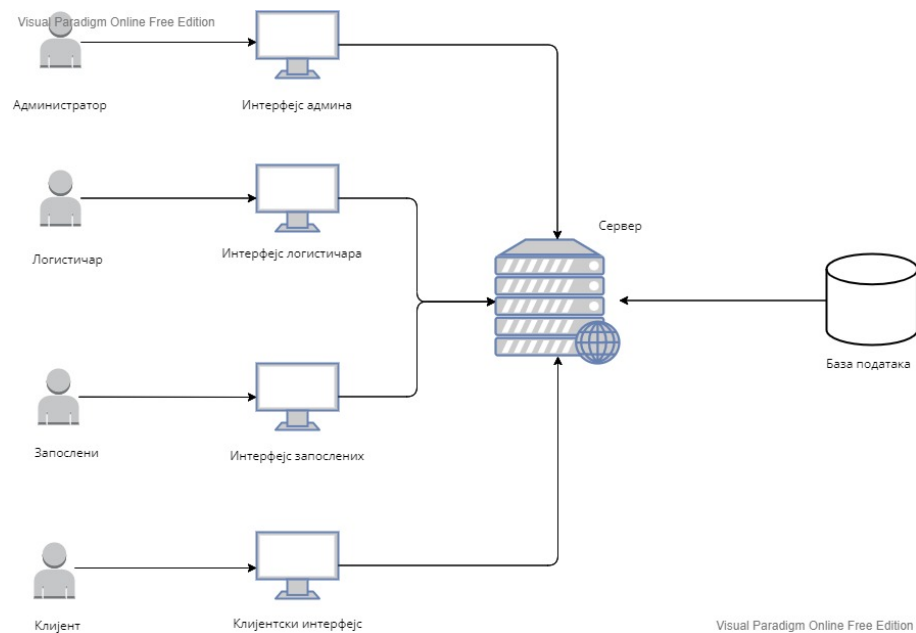 Visual Paradigm Online Free Edition
Администратор
Интерфејс админа
Логистичар
Интерфејс логистичара
Сервер
База података
Запослени
Интерфејс запослених
Клијент
Клијентски интерфејс
Visual Paradigm Online Free Edition